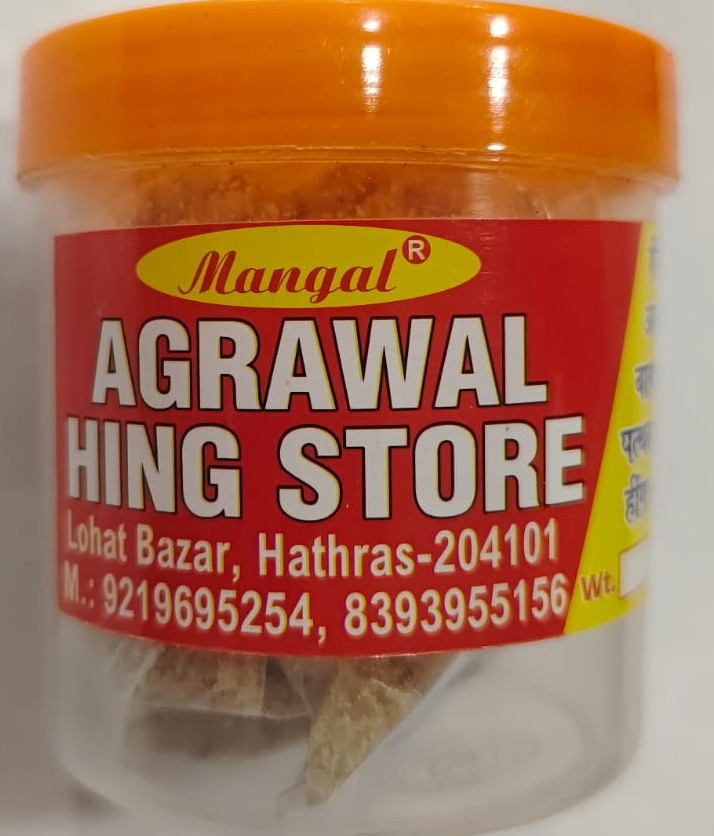 Mangal®
AGRAWAL
HING STORE
Lohat Bazar, Hathras-204101
M.: 9219695254, 8393955156
Wt.